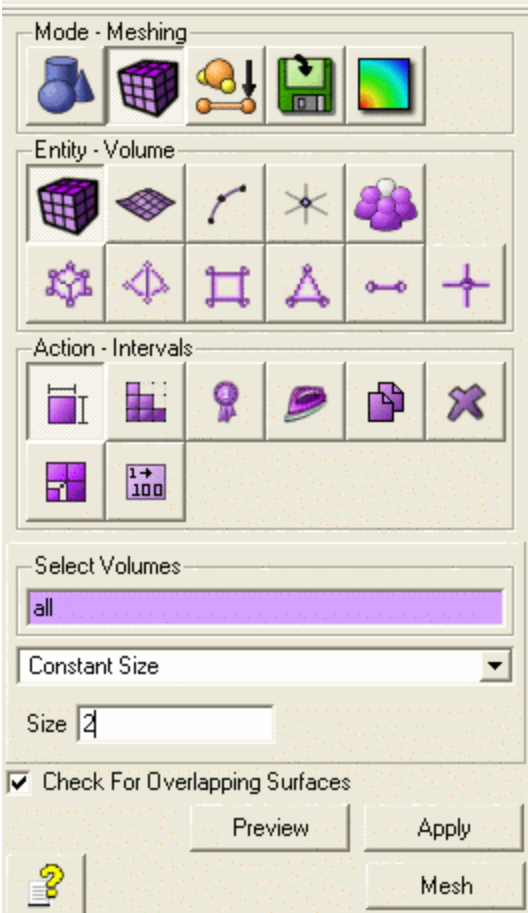 Mode - Meshing
Entity - Volume
Action - Intervals
1→
100
Select Volumes
all
Constant Size
Size 2
Check For Overlapping Surfaces
Preview Apply
Mesh